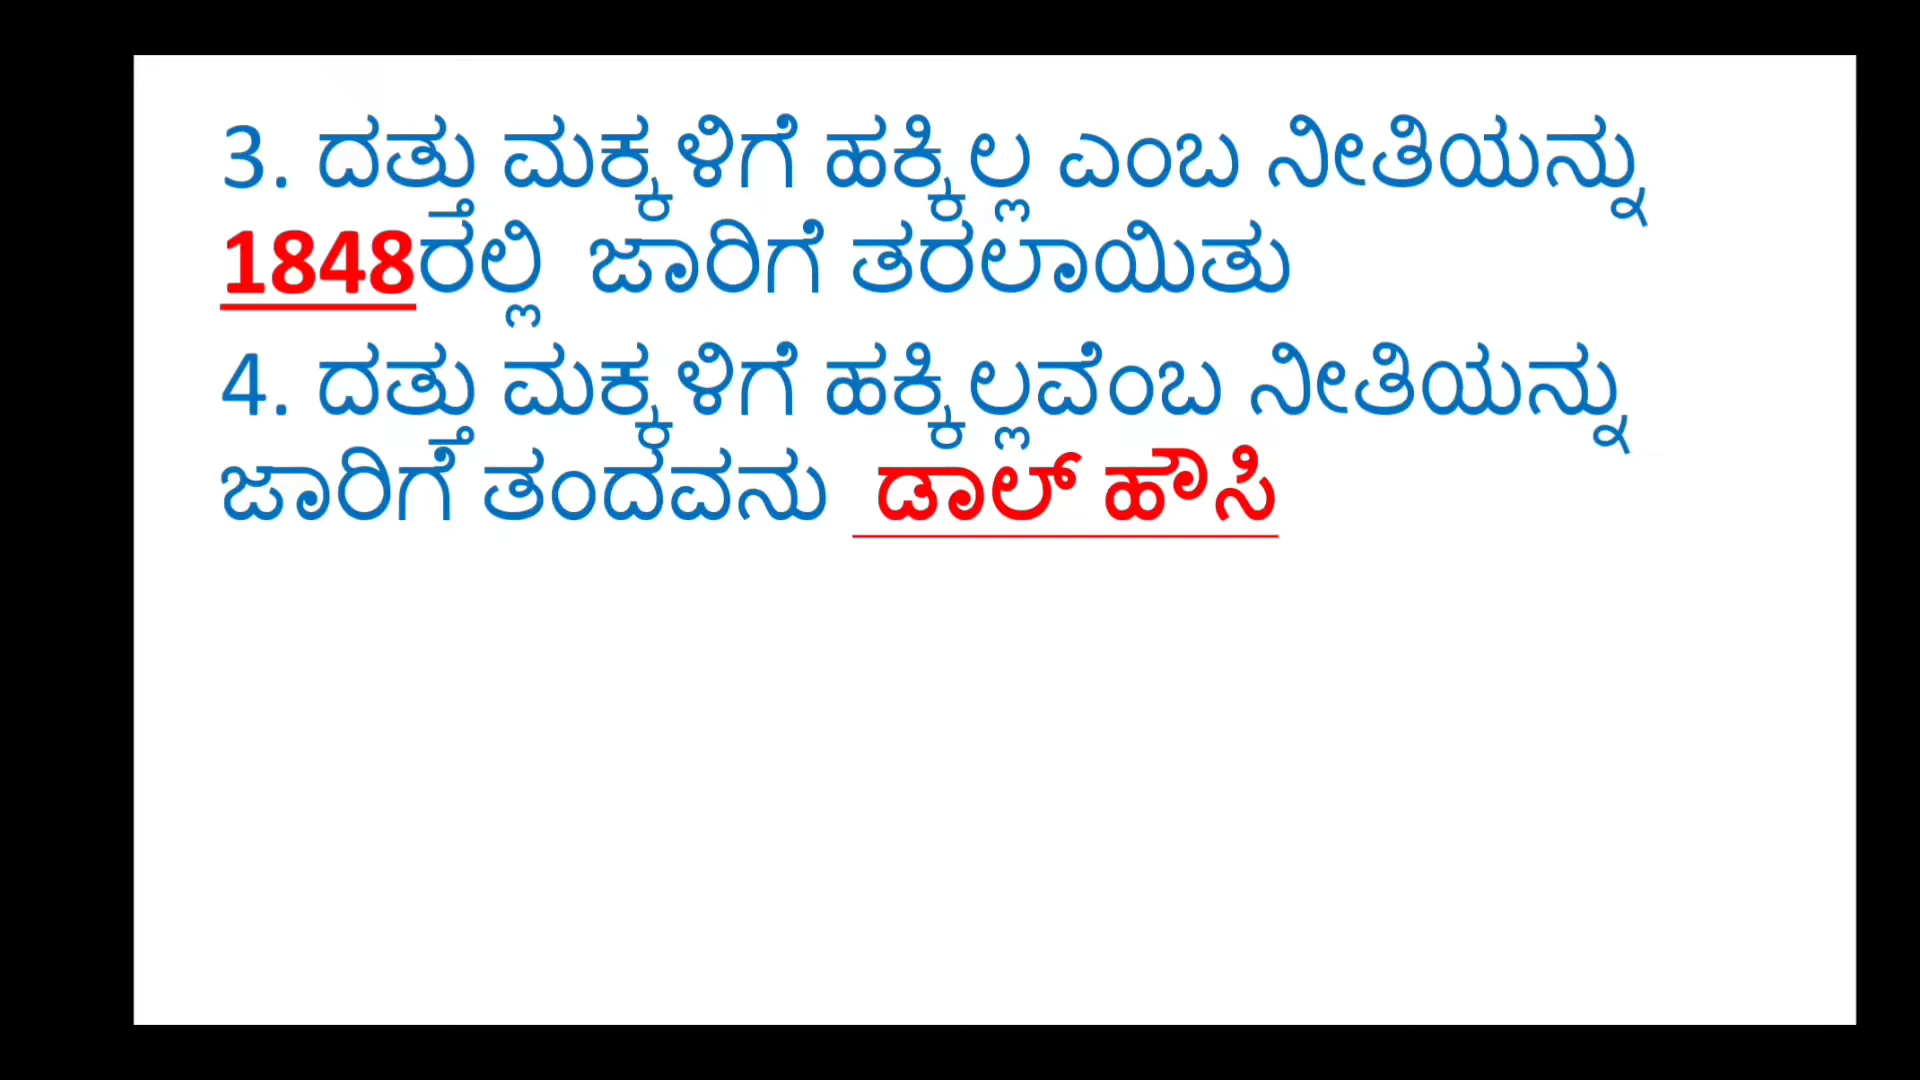 3. ದತ್ತು ಮಕ್ಕಳಿಗೆ ಹಕ್ಕಿಲ್ಲ ಎಂಬ ನೀತಿಯನ್ನು
1848ರಲ್ಲಿ ಜಾರಿಗೆ ತರಲಾಯಿತು
4. ದತ್ತು ಮಕ್ಕಳಿಗೆ ಹಕ್ಕಿಲ್ಲವೆಂಬ ನೀತಿಯನ್ನು
ಜಾರಿಗೆ ತಂದವನು ಡಾಲ್ ಹೌಸಿ